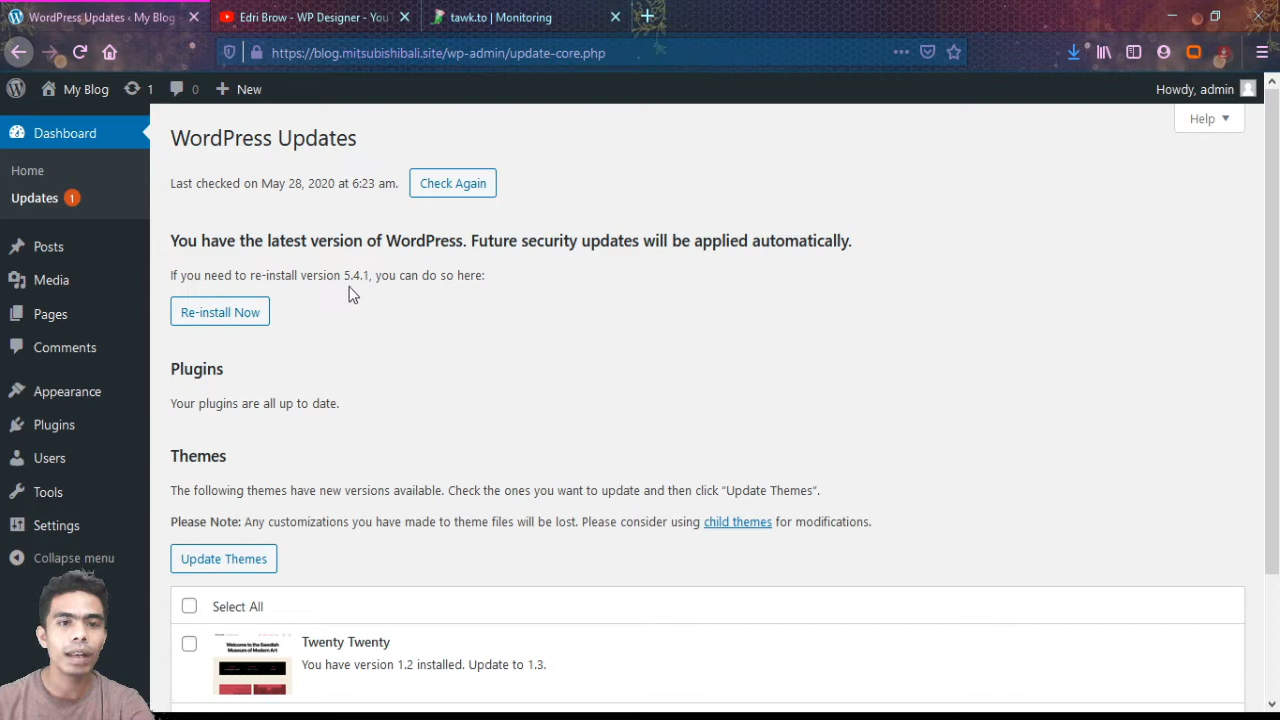 WordPress Updates ‹ My Blog
Edri Brow - WP Designer - You
tawk.to | Monitoring
https://blog.mitsubishibali.site/wp-admin/update-core.php
My Blog 1 0 New
Howdy, admin
Dashboard
Home
Updates 1
Posts
Media
Pages
Comments
Appearance
Plugins
Users
Tools
Settings
Collapse menu
Help
WordPress Updates
Last checked on May 28, 2020 at 6:23 am. Check Again
You have the latest version of WordPress. Future security updates will be applied automatically.
If you need to re-install version 5.4.1, you can do so here:
Re-install Now
Plugins
Your plugins are all up to date.
Themes
The following themes have new versions available. Check the ones you want to update and then click “Update Themes”.
Please Note: Any customizations you have made to theme files will be lost. Please consider using child themes for modifications.
Update Themes
Select All
Welcome to the Swedish
Museum of Modern Art
Twenty Twenty
You have version 1.2 installed. Update to 1.3.